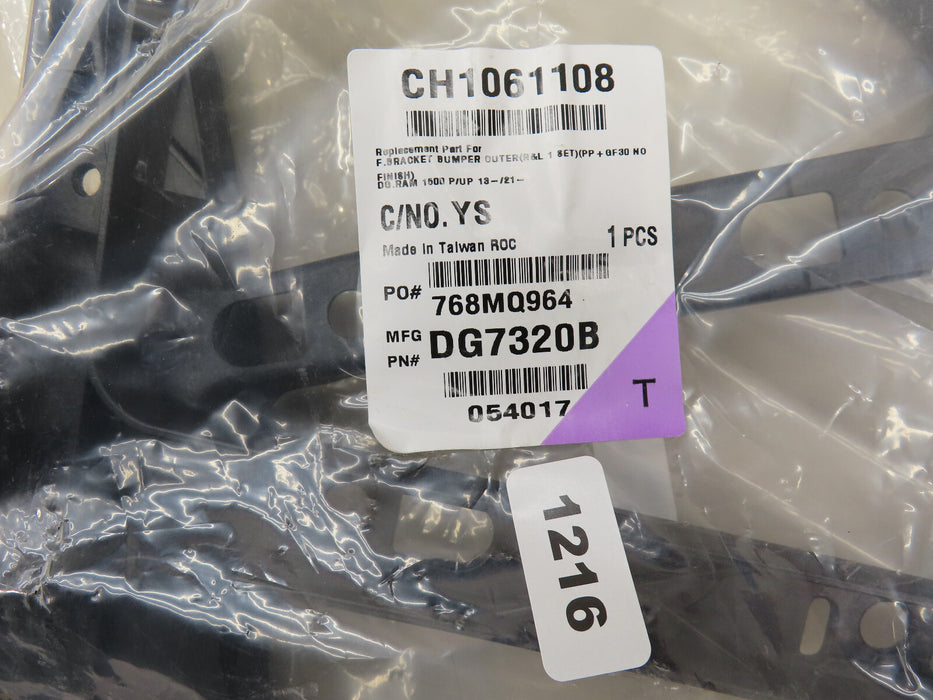 CH1061108
Replacement Part For
F.BRACKET BUMPER OUTER(R&L 1 SET)(PP+GF30 NO
FINISH)
DG.RAM 1500 P/UP 13-/21-
C/NO.YS
Made In Taiwan ROC
1 PCS
PO#
768MQ964
MFG
PN#
DG7320B
054017
T
1216